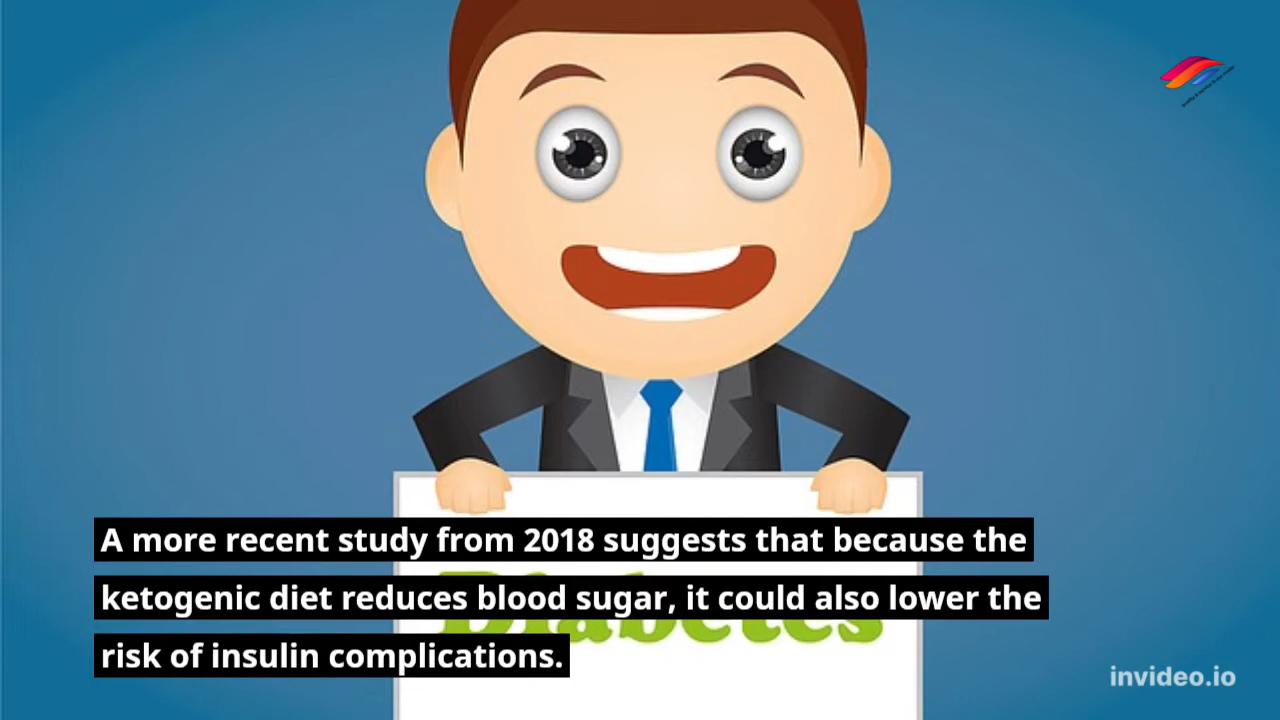 A more recent study from 2018 suggests that because the
ketogenic diet reduces blood sugar, it could also lower the
Diabetes
risk of insulin complications.
invideo.io